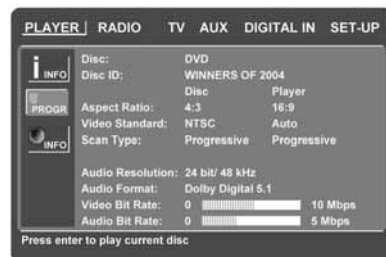 PLAYER RADIO TV AUX DIGITAL IN SET-UP
i INFO
PROGR
INFO
Disc: DVD
Disc ID: WINNERS OF 2004
Disc Player
Aspect Ratio: 4:3 16:9
Video Standard: NTSC Auto
Scan Type: Progressive Progressive
Audio Resolution: 24 bit/ 48 kHz
Audio Format: Dolby Digital 5.1
Video Bit Rate: 0 10 Mbps
Audio Bit Rate: 0 5 Mbps
Press enter to play current disc